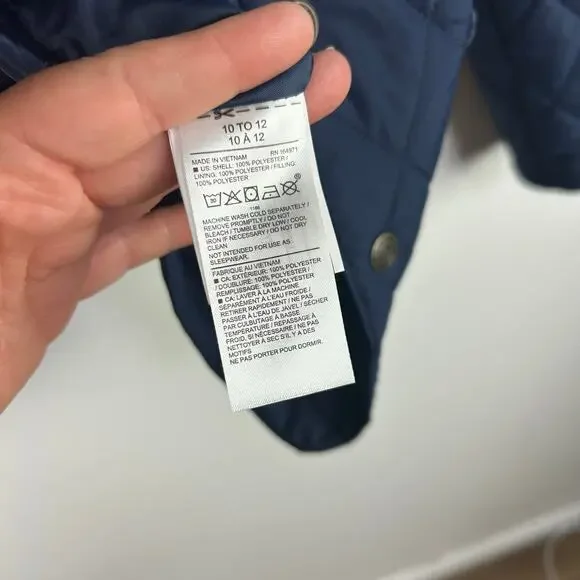 10 TO 12
10 À 12
MADE IN VIETNAM RN 164971
■ US: SHELL: 100% POLYESTER /
LINING: 100% POLYESTER / FILLING:
100% POLYESTER
30
1186
MACHINE WASH COLD SEPARATELY /
REMOVE PROMPTLY / DO NOT
BLEACH / TUMBLE DRY LOW / COOL
IRON IF NECESSARY / DO NOT DRY
CLEAN
NOT INTENDED FOR USE AS
SLEEPWEAR.
FABRIQUÉ AU VIETNAM
■ CA: EXTÉRIEUR: 100% POLYESTER
/ DOUBLURE: 100% POLYESTER /
REMPLISSAGE: 100% POLYESTER
■ CA: LAVER À LA MACHINE
SÉPARÉMENT À L'EAU FROIDE /
RETIRER RAPIDEMENT / NE PAS
PASSER À L'EAU DE JAVEL / SÉCHER
PAR CULBUTAGE À BASSE
TEMPÉRATURE / REPASSAGE À
FROID, SI NÉCESSAIRE / NE PAS
NETTOYER À SEC S'IL Y A DES
MOTIFS
NE PAS PORTER POUR DORMIR.